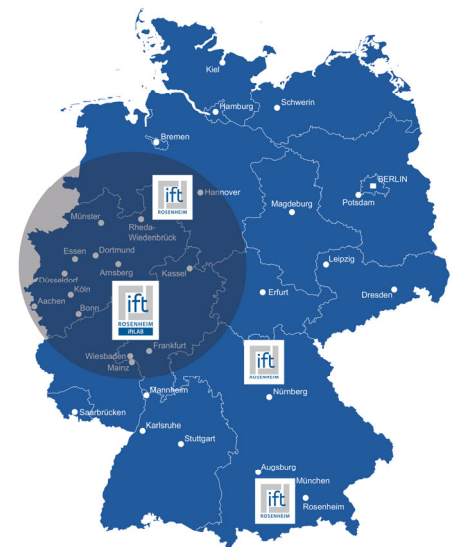 Kiel
Hamburg
Schwerin
Bremen
BERLIN
Potsdam
Hannover
ift
ROSENHEIM
Magdeburg
Münster
Rheda-
Wiedenbrück
Essen
Dortmund
Arnsberg
Kassel
Leipzig
Düsseldorf
Köln
Aachen
Bonn
ift
ROSENHEIM
iftLAB
Erfurt
Dresden
Frankfurt
Wiesbaden
Mainz
ift
ROSENHEIM
Mannheim
Nürnberg
Saarbrücken
Karlsruhe
Stuttgart
Augsburg
München
ift
ROSENHEIM
Rosenheim